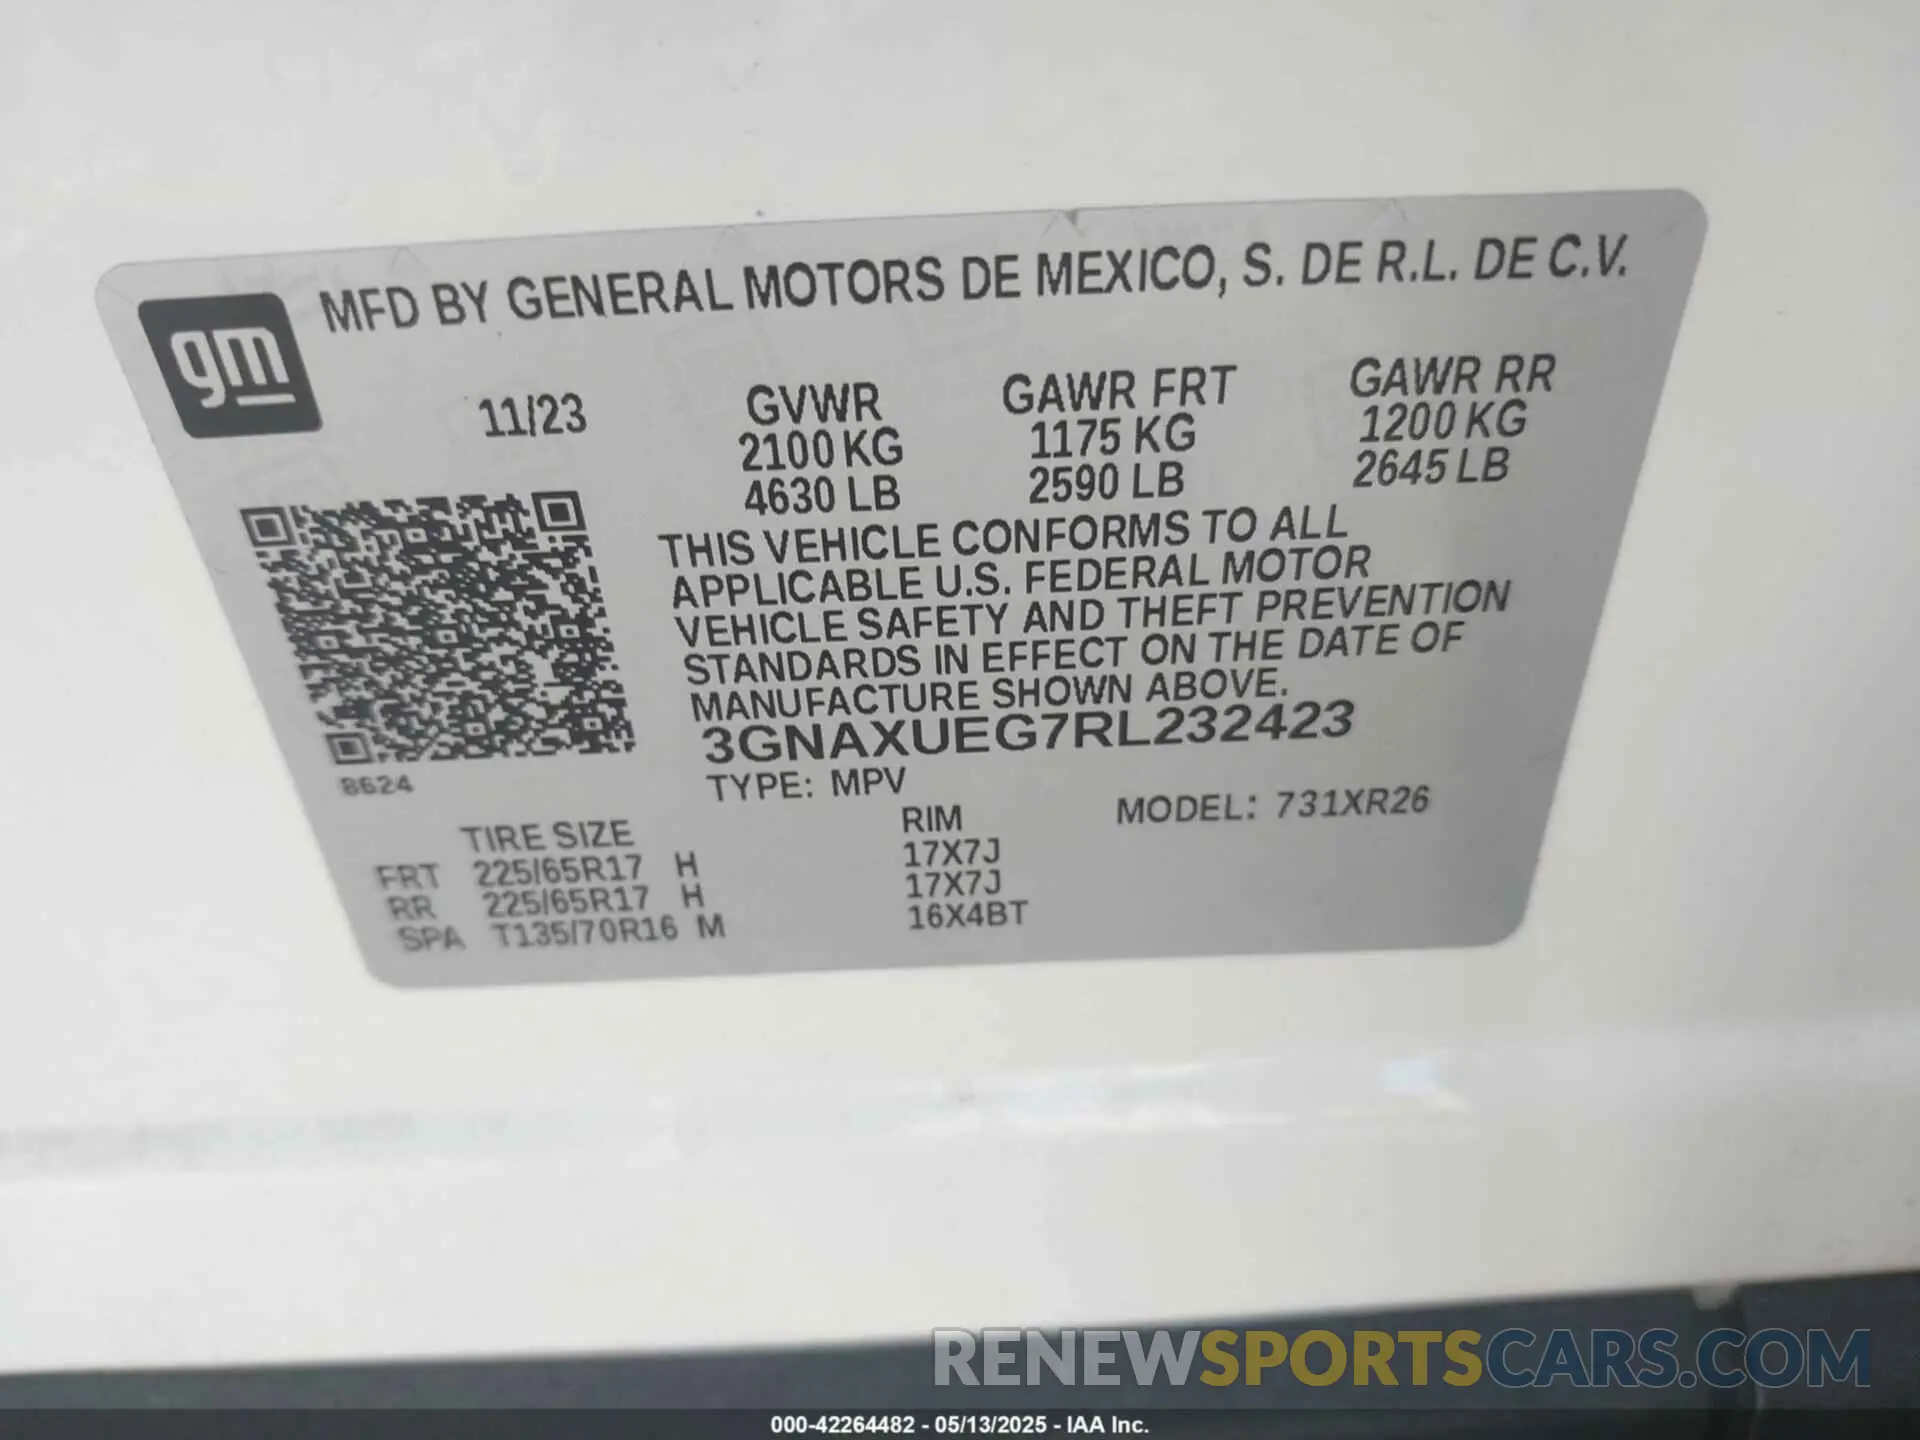 MFD BY GENERAL MOTORS DE MEXICO, S. DE R.L. DE C.V.
gm
11/23
GVWR GAWR FRT GAWR RR
2100 KG 1175 KG 1200 KG
4630 LB 2590 LB 2645 LB
THIS VEHICLE CONFORMS TO ALL
APPLICABLE U.S. FEDERAL MOTOR
VEHICLE SAFETY AND THEFT PREVENTION
STANDARDS IN EFFECT ON THE DATE OF
MANUFACTURE SHOWN ABOVE.
3GNAXUEG7RL232423
8624
TYPE: MPV
MODEL: 731XR26
TIRE SIZE RIM
FRT 225/65R17 H 17X7J
RR 225/65R17 H 17X7J
SPA T135/70R16 M 16X4BT
RENEWSPORTSCARS.COM
000-42264482 - 05/13/2025 - IAA Inc.